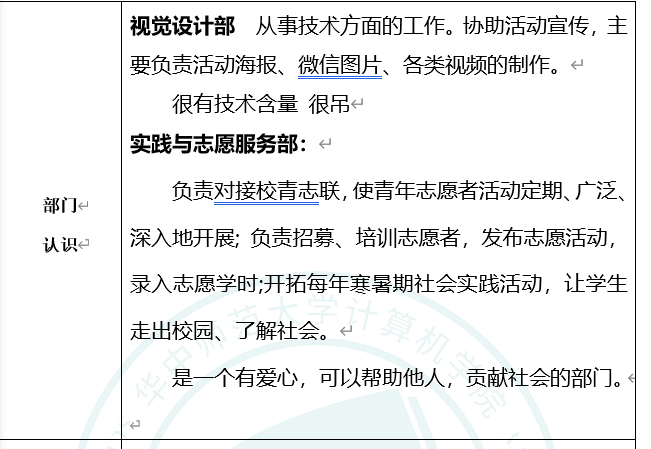 部门
认识
视觉设计部 从事技术方面的工作。协助活动宣传，主
要负责活动海报、微信图片、各类视频的制作。
很有技术含量 很吊
实践与志愿服务部：
负责对接校青志联，使青年志愿者活动定期、广泛、
深入地开展；负责招募、培训志愿者，发布志愿活动，
录入志愿学时;开拓每年寒暑期社会实践活动，让学生
走出校园、了解社会。
是一个有爱心，可以帮助他人，贡献社会的部门。
华中师范大学计算机学院